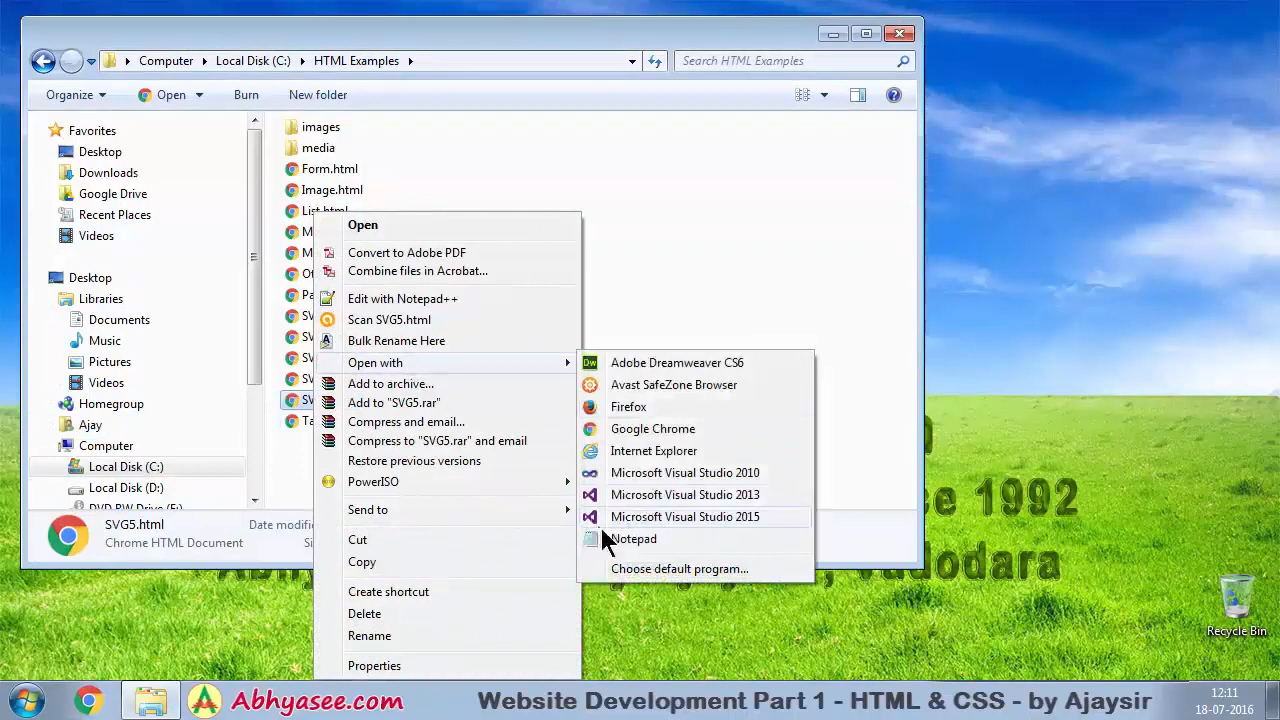 Computer
Local Disk (C:)
HTML Examples
Search HTML Examples
Organize
Open
Burn
New folder
Favorites
Desktop
Downloads
Google Drive
Recent Places
Videos
Desktop
Libraries
Documents
Music
Pictures
Videos
Homegroup
Ajay
Computer
Local Disk (C:)
Local Disk (D:)
images
media
Form.html
Image.html
List.html
Open
Convert to Adobe PDF
Combine files in Acrobat...
Edit with Notepad++
Scan SVG5.html
Bulk Rename Here
Open with
Add to archive...
Add to "SVG5.rar"
Compress and email...
Compress to "SVG5.rar" and email
Restore previous versions
PowerISO
Send to
Cut
Copy
Create shortcut
Delete
Rename
Properties
Adobe Dreamweaver CS6
Avast SafeZone Browser
Firefox
Google Chrome
Internet Explorer
Microsoft Visual Studio 2010
Microsoft Visual Studio 2013
Microsoft Visual Studio 2015
Notepad
Choose default program...
SVG5.html
Date modifi
Chrome HTML Document
ce 1992
Vadodara
Recycle Bin
Abhyasee.com
Website Development Part 1 - HTML & CSS - by Ajaysir
12:11
18-07-2016